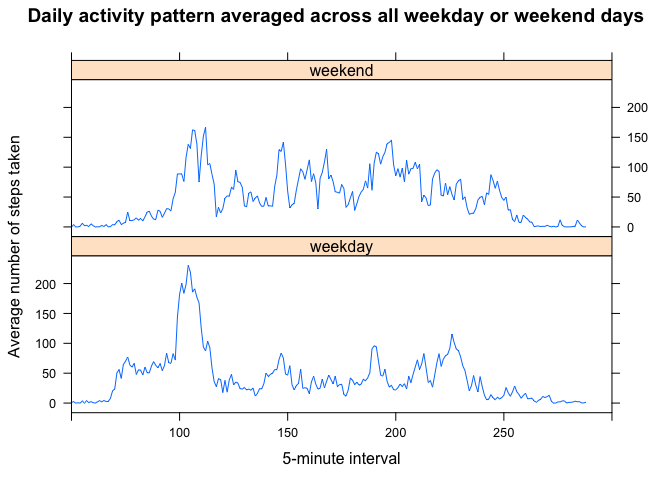 Daily activity pattern averaged across all weekday or weekend days
weekend
200
150
100
50
0
weekday
200
150
100
50
0
Average number of steps taken
100 150 200 250
5-minute interval